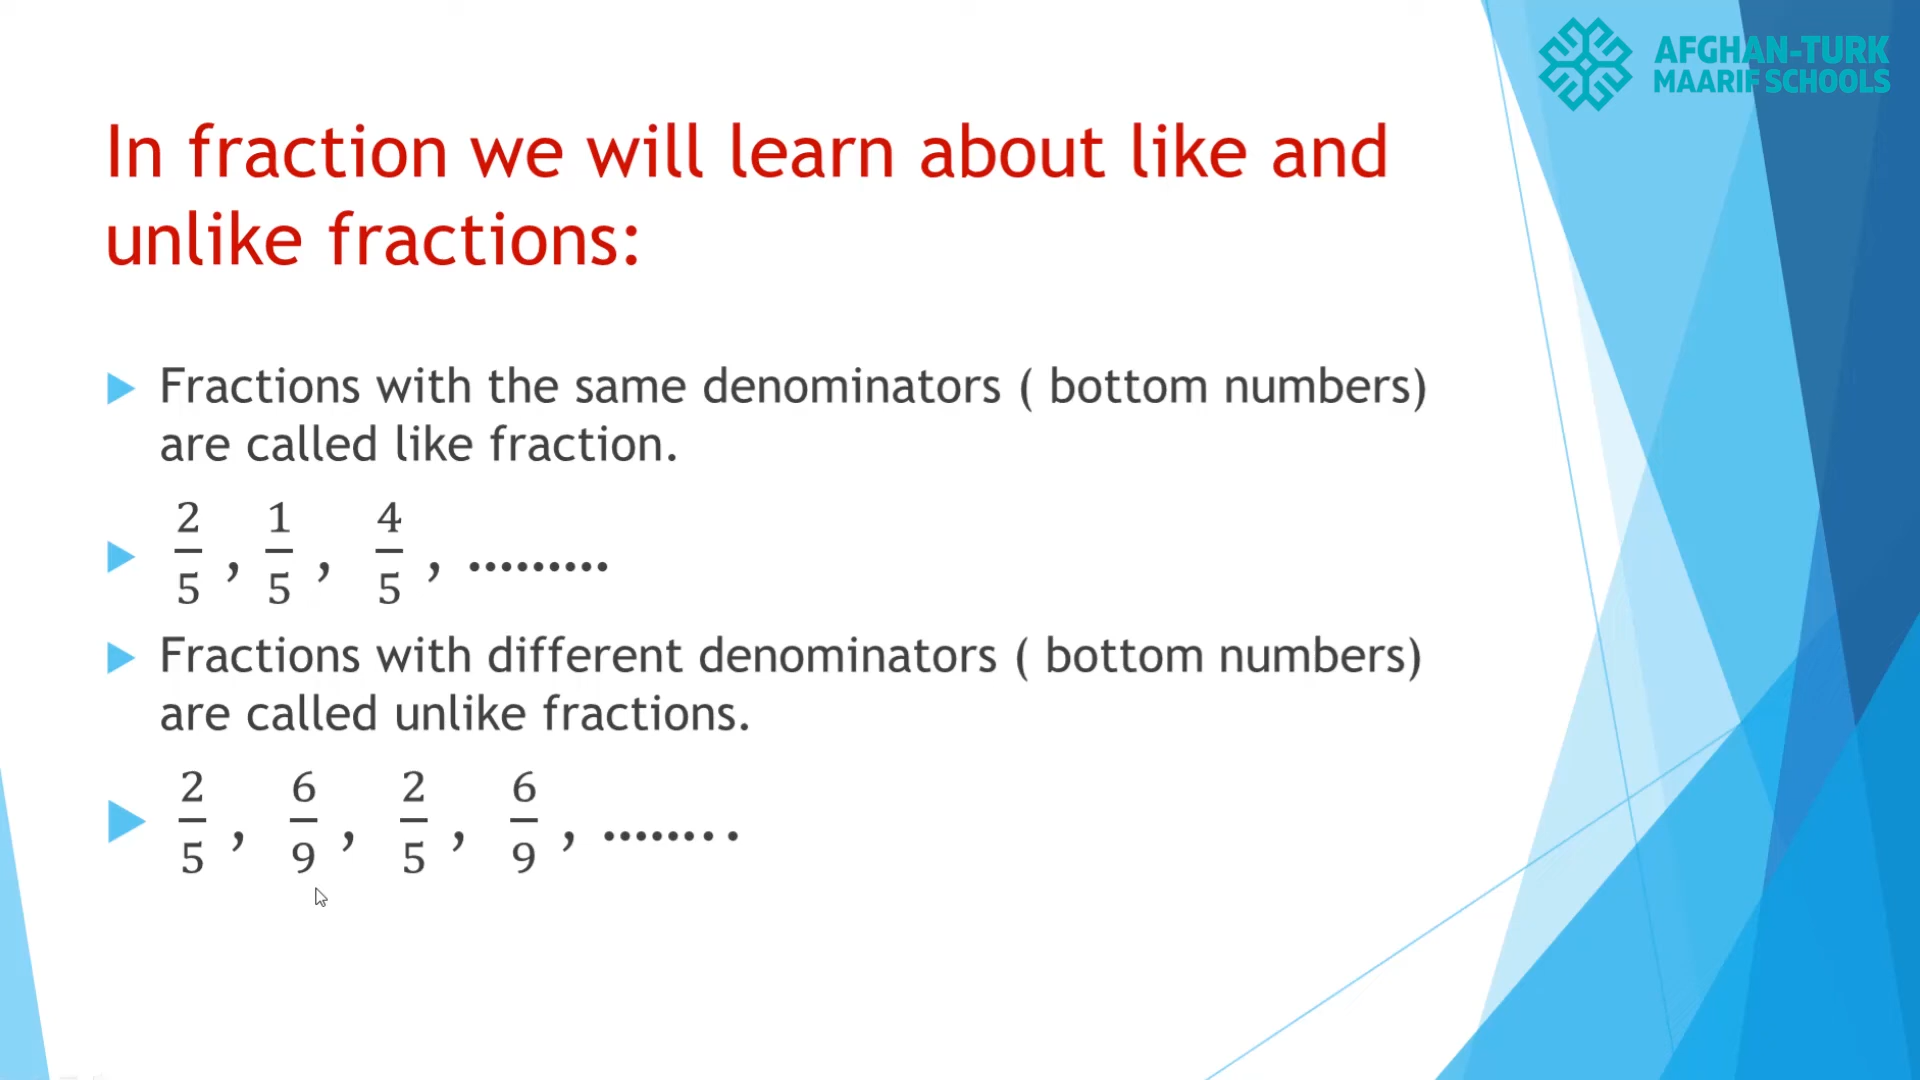 AFGHAN-TURK
MAARIF SCHOOLS
In fraction we will learn about like and
unlike fractions:
Fractions with the same denominators ( bottom numbers)
are called like fraction.
2/5 , 1/5 , 4/5 , .........
Fractions with different denominators ( bottom numbers)
are called unlike fractions.
2/5 , 6/9 , 2/5 , 6/9 , ........